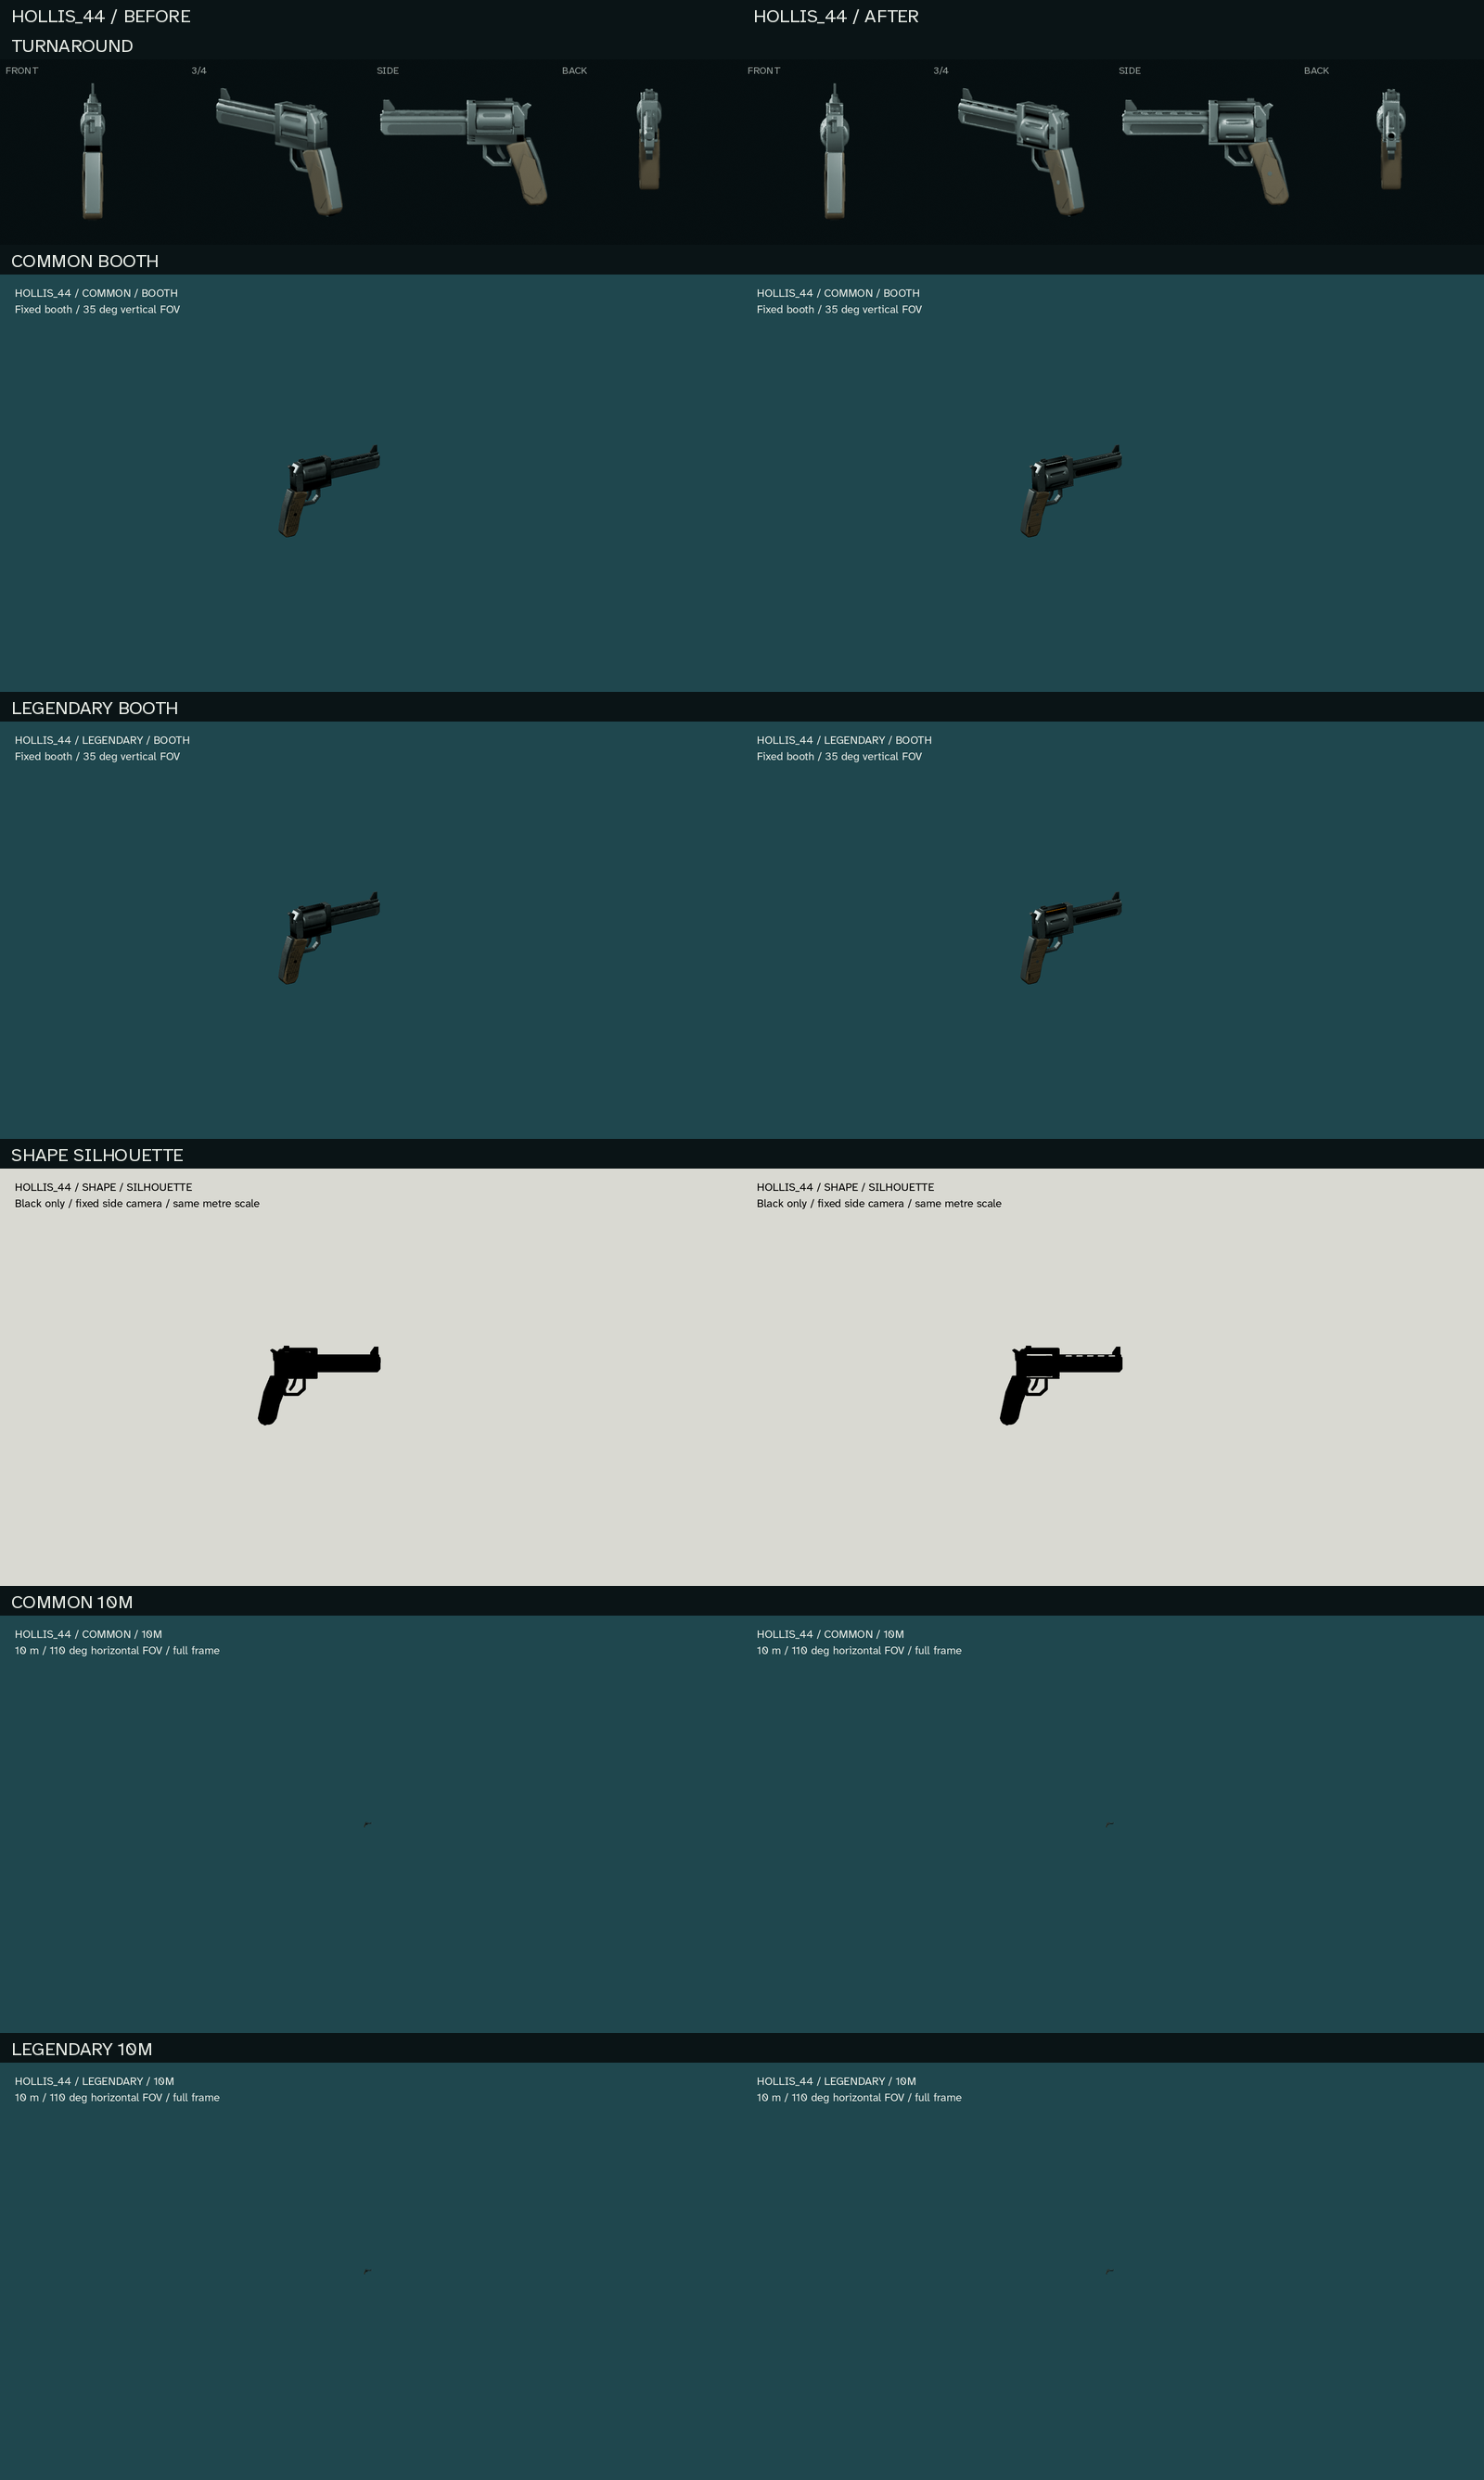 HOLLIS_44 / BEFORE
HOLLIS_44 / AFTER
TURNAROUND
FRONT
3/4
SIDE
BACK
FRONT
3/4
SIDE
BACK
COMMON BOOTH
HOLLIS_44 / COMMON / BOOTH
Fixed booth / 35 deg vertical FOV
HOLLIS_44 / COMMON / BOOTH
Fixed booth / 35 deg vertical FOV
LEGENDARY BOOTH
HOLLIS_44 / LEGENDARY / BOOTH
Fixed booth / 35 deg vertical FOV
HOLLIS_44 / LEGENDARY / BOOTH
Fixed booth / 35 deg vertical FOV
SHAPE SILHOUETTE
HOLLIS_44 / SHAPE / SILHOUETTE
Black only / fixed side camera / same metre scale
HOLLIS_44 / SHAPE / SILHOUETTE
Black only / fixed side camera / same metre scale
COMMON 10M
HOLLIS_44 / COMMON / 10M
10 m / 110 deg horizontal FOV / full frame
HOLLIS_44 / COMMON / 10M
10 m / 110 deg horizontal FOV / full frame
LEGENDARY 10M
HOLLIS_44 / LEGENDARY / 10M
10 m / 110 deg horizontal FOV / full frame
HOLLIS_44 / LEGENDARY / 10M
10 m / 110 deg horizontal FOV / full frame